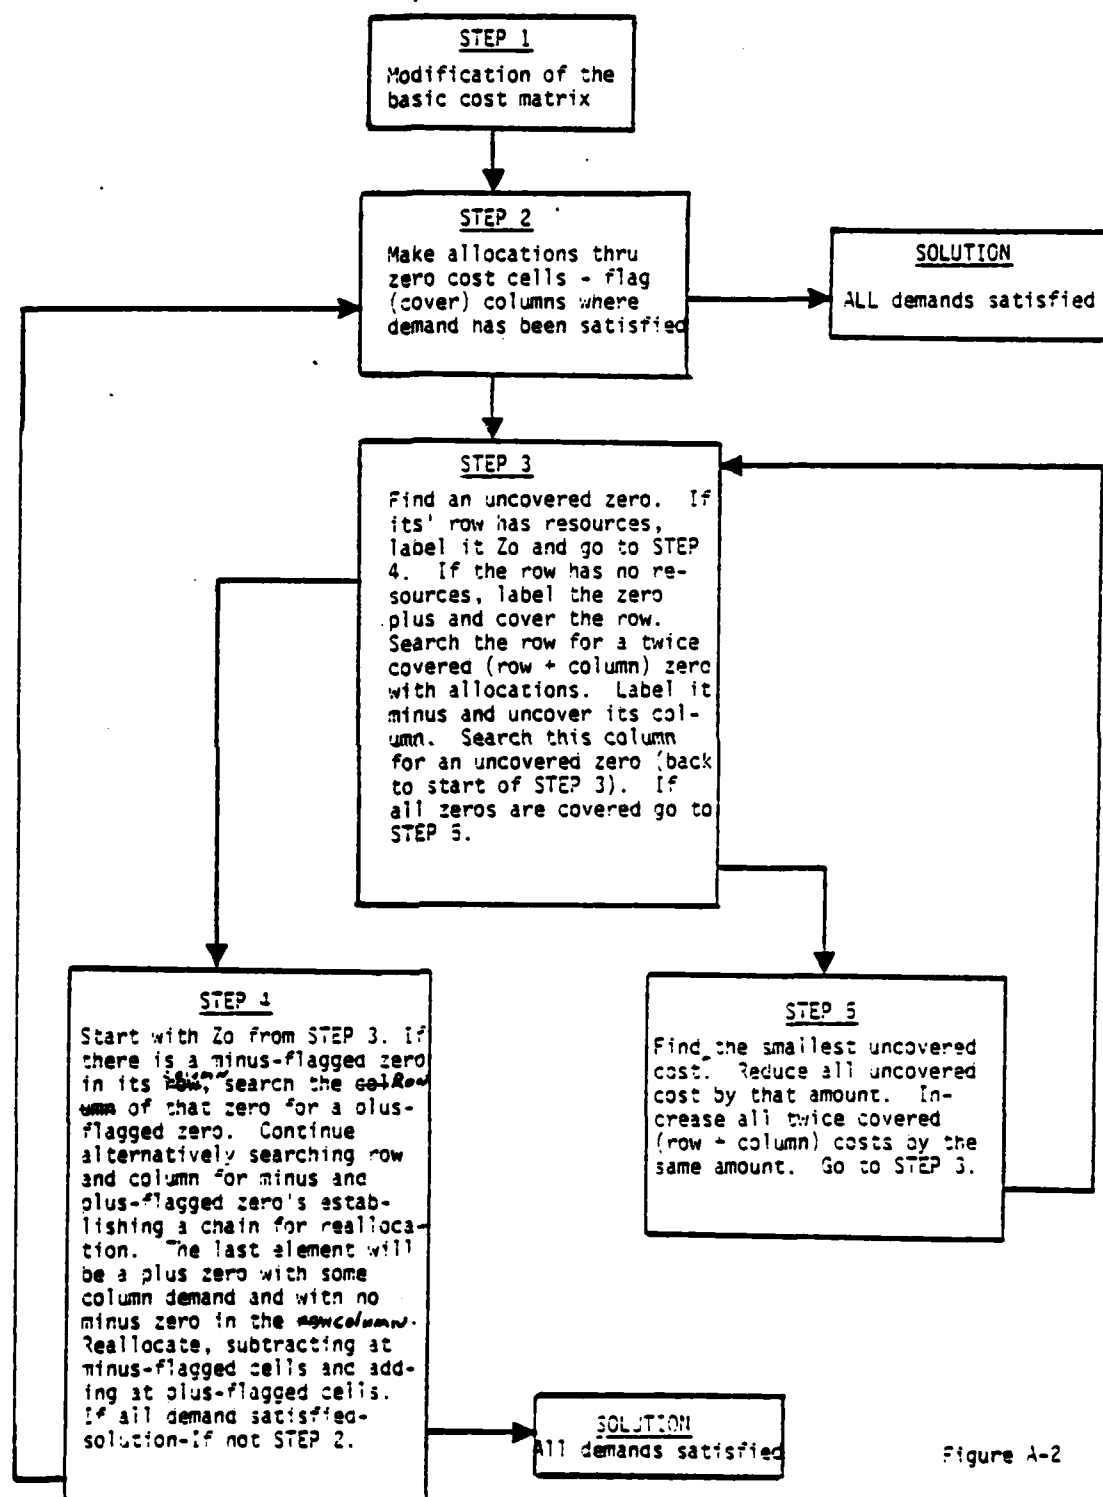 STEP 1
Modification of the
basic cost matrix
STEP 2
Make allocations thru
zero cost cells - flag
(cover) columns where
demand has been satisfied
SOLUTION
ALL demands satisfied
STEP 3
Find an uncovered zero. If
its' row has resources,
label it Zo and go to STEP
4. If the row has no re-
sources, label the zero
plus and cover the row.
Search the row for a twice
covered (row + column) zero
with allocations. Label it
minus and uncover its col-
umn. Search this column
for an uncovered zero (back
to start of STEP 3). If
all zeros are covered go to
STEP 5.
STEP 4
Start with Zo from STEP 3. If
there is a minus-flagged zero
in its column, search the Row
of that zero for a plus-
flagged zero. Continue
alternatively searching row
and column for minus and
plus-flagged zero's estab-
lishing a chain for realloca-
tion. The last element will
be a plus zero with some
column demand and with no
minus zero in the column.
Reallocate, subtracting at
minus-flagged cells and add-
ing at plus-flagged cells.
If all demand satisfied-
solution-If not STEP 2.
STEP 5
Find the smallest uncovered
cost. Reduce all uncovered
cost by that amount. In-
crease all twice covered
(row + column) costs by the
same amount. Go to STEP 3.
SOLUTION
All demands satisfied
Figure A-2